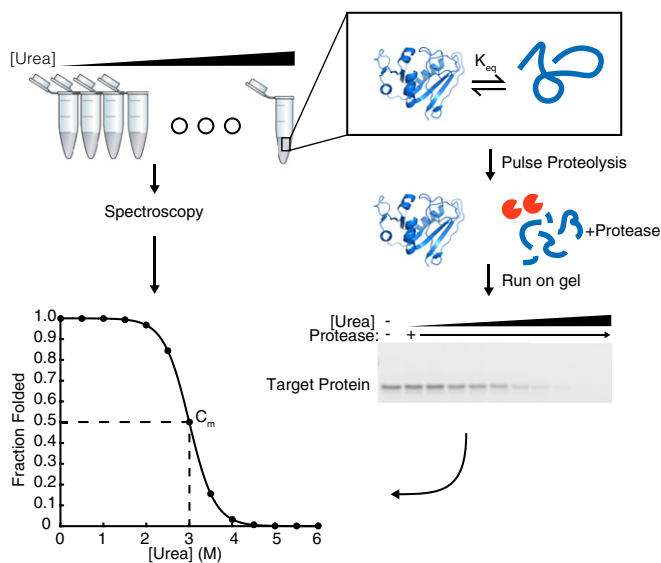 [Urea]
K_eq
Pulse Proteolysis
Spectroscopy
+Protease
Run on gel
[Urea] -
Protease: - +
Target Protein
1.0
0.9
0.8
0.7
0.6
0.5
0.4
0.3
0.2
0.1
0
Fraction Folded
C_m
0 1 2 3 4 5 6
[Urea] (M)